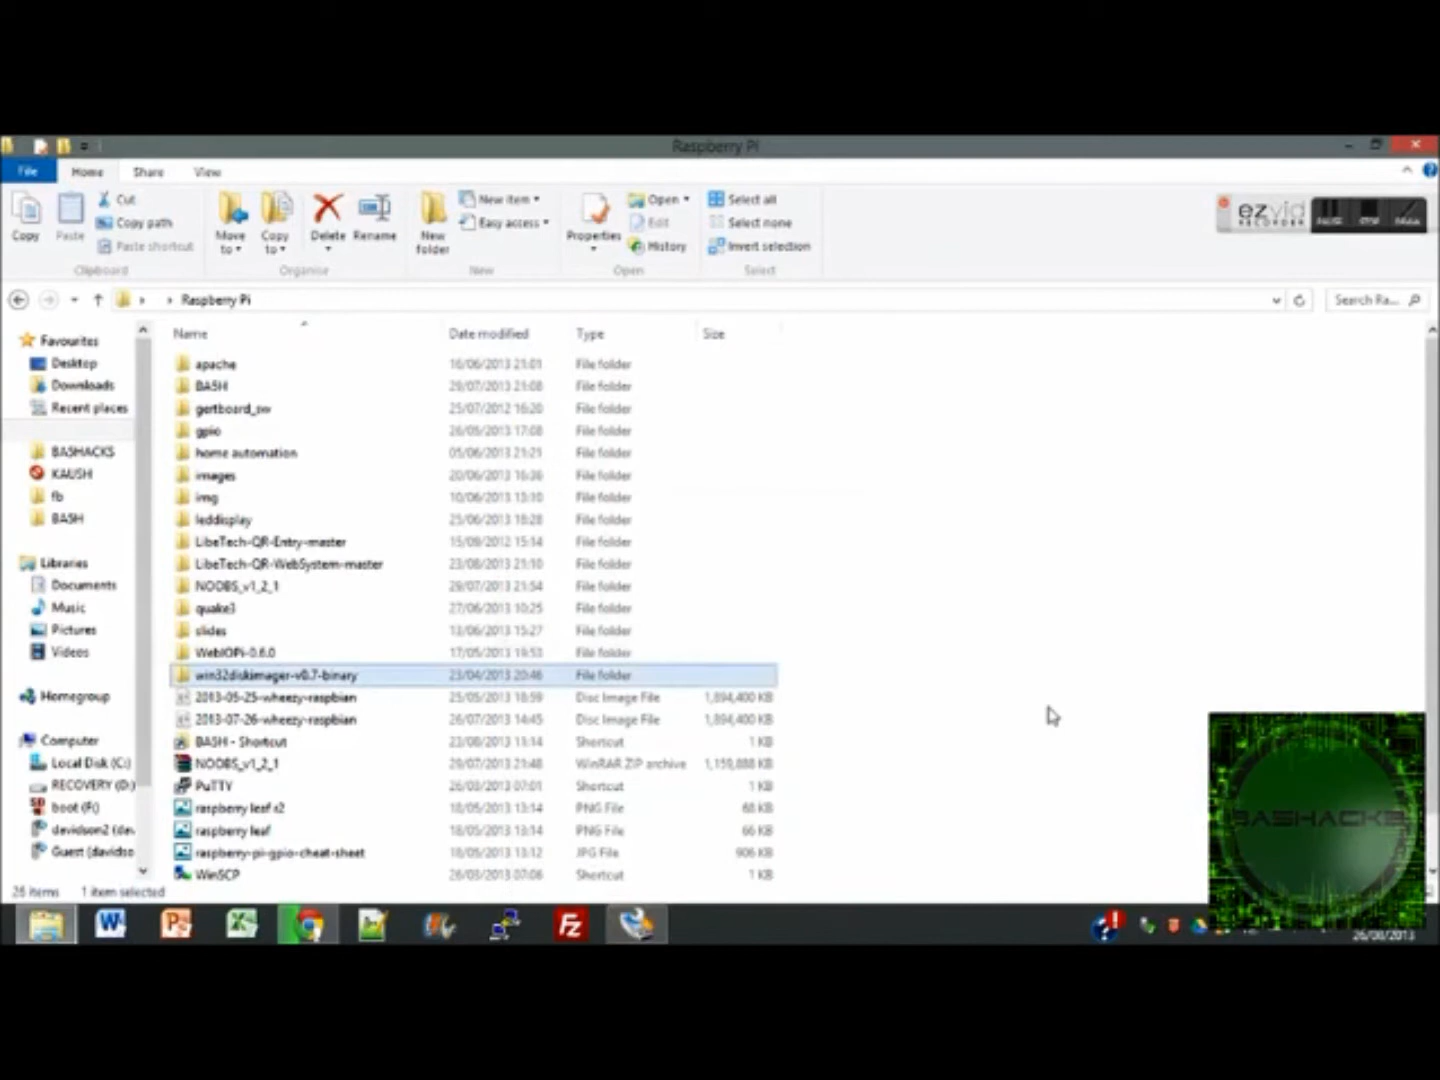 Raspberry Pi
File Home Share View
Copy Paste Cut Copy path Paste shortcut Move to Copy to Delete Rename New folder New item Easy access Properties Open Edit History Select all Select none Invert selection
Clipboard Organise New Open Select
ezvid
RECORDER
Raspberry Pi Search Ra...
Name Date modified Type Size
Favourites
Desktop
Downloads
Recent places
BASHACKS
KAUSH
fb
BASH
Libraries
Documents
Music
Pictures
Videos
Homegroup
Computer
Local Disk (C:)
RECOVERY (D:)
boot (F:)
davidson2 (dav
Guest (davidso
apache 16/06/2013 21:01 File folder
BASH 29/07/2013 21:08 File folder
gertboard_sw 25/07/2012 16:20 File folder
gpio 26/05/2013 17:08 File folder
home automation 05/06/2013 21:21 File folder
images 20/06/2013 16:36 File folder
img 10/06/2013 13:10 File folder
leddisplay 25/06/2013 18:28 File folder
LibeTech-QR-Entry-master 15/09/2012 15:14 File folder
LibeTech-QR-WebSystem-master 23/08/2013 21:10 File folder
NOOBS_v1_2_1 29/07/2013 21:54 File folder
quake3 27/06/2013 10:25 File folder
slides 13/06/2013 15:27 File folder
WebIOPi-0.6.0 17/05/2013 19:53 File folder
win32diskimager-v0.7-binary 23/04/2013 20:46 File folder
2013-05-25-wheezy-raspbian 25/05/2013 18:59 Disc Image File 1,894,400 KB
2013-07-26-wheezy-raspbian 26/07/2013 14:45 Disc Image File 1,894,400 KB
BASH - Shortcut 23/08/2013 11:14 Shortcut 1 KB
NOOBS_v1_2_1 29/07/2013 21:48 WinRAR ZIP archive 1,159,888 KB
PuTTY 26/03/2013 07:01 Shortcut 1 KB
raspberry leaf s2 18/05/2013 13:14 PNG File 68 KB
raspberry leaf 18/05/2013 13:14 PNG File 66 KB
raspberry-pi-gpio-cheat-sheet 18/05/2013 13:12 JPG File 906 KB
WinSCP 26/03/2013 07:06 Shortcut 1 KB
26 items 1 item selected
BASHACKS
26/08/2013